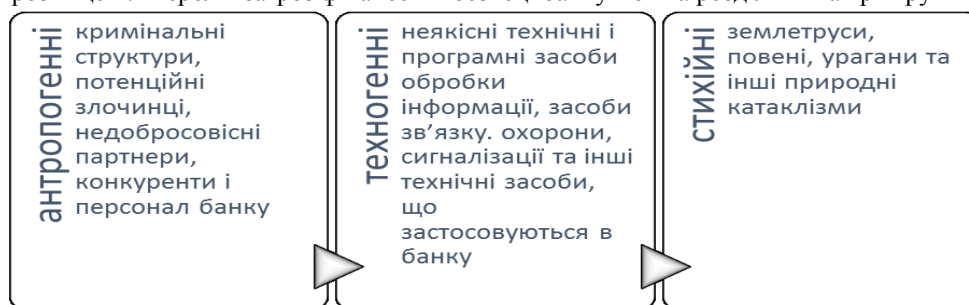 антропогенні
кримінальні
структури,
потенційні
злочинці,
недобросовісні
партнери,
конкуренти і
персонал банку
техногенні
неякісні технічні і
програмні засоби
обробки
інформації, засоби
зв’язку. охорони,
сигналізації та інші
технічні засоби,
що
застосовуються в
банку
стихійні
землетруси,
повені, урагани та
інші природні
катаклізми